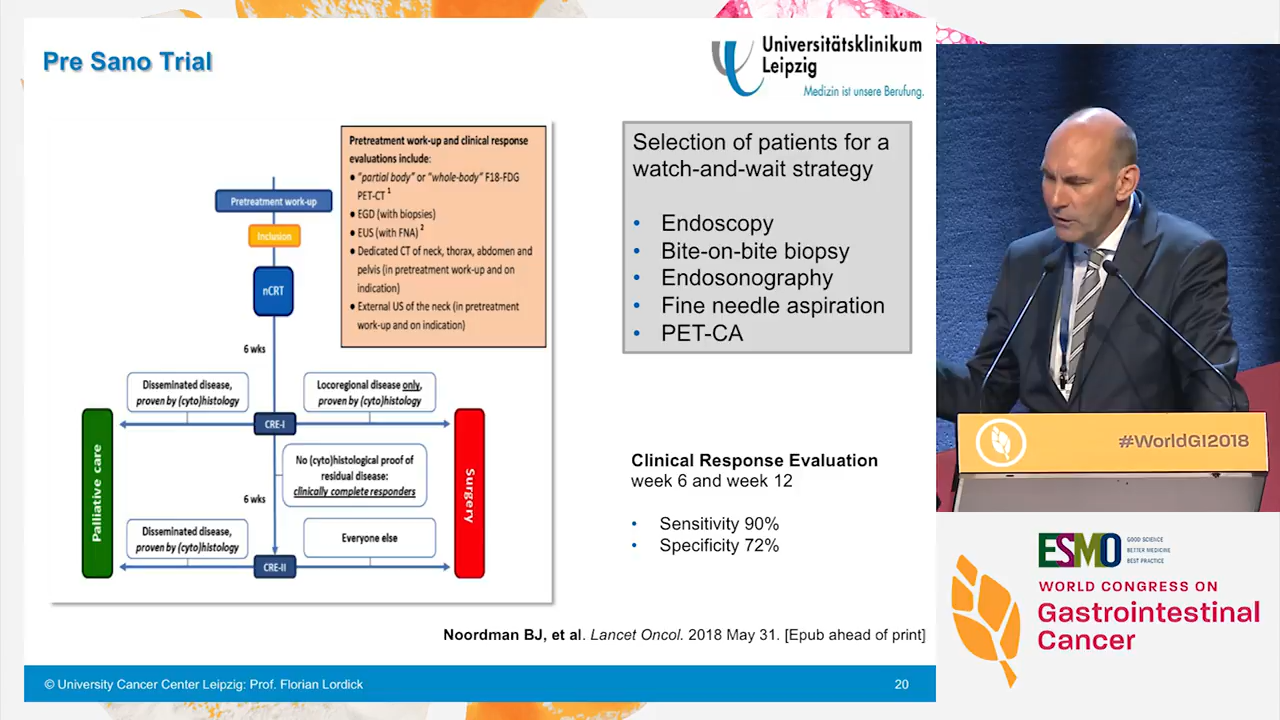 Pre Sano Trial
Universitätsklinikum
Leipzig
Medizin ist unsere Berufung.
Pretreatment work-up
Inclusion
nCRT
6 wks
Pretreatment work-up and clinical response
evaluations include:
● "partial body" or "whole-body" F18-FDG
PET-CT 1
● EGD (with biopsies)
● EUS (with FNA) 2
● Dedicated CT of neck, thorax, abdomen and
pelvis (in pretreatment work-up and on
indication)
● External US of the neck (in pretreatment
work-up and on indication)
Disseminated disease,
proven by (cyto)histology
Locoregional disease only,
proven by (cyto)histology
CRE-I
Palliative care
Surgery
No (cyto)histological proof of
residual disease:
clinically complete responders
6 wks
Disseminated disease,
proven by (cyto)histology
Everyone else
CRE-II
Selection of patients for a
watch-and-wait strategy
• Endoscopy
• Bite-on-bite biopsy
• Endosonography
• Fine needle aspiration
• PET-CA
Clinical Response Evaluation
week 6 and week 12
• Sensitivity 90%
• Specificity 72%
Noordman BJ, et al. Lancet Oncol. 2018 May 31. [Epub ahead of print]
© University Cancer Center Leipzig: Prof. Florian Lordick
20
#WorldGI2018
ESMO
GOOD SCIENCE
BETTER MEDICINE
BEST PRACTICE
WORLD CONGRESS ON
Gastrointestinal
Cancer